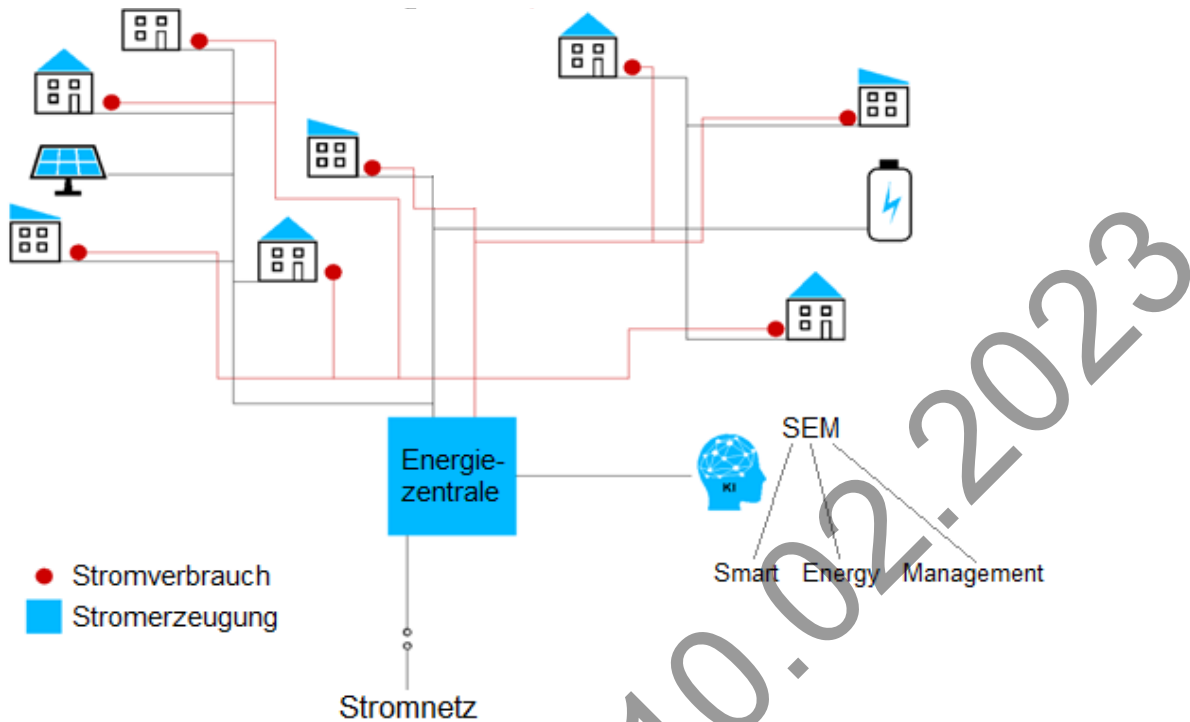 Energie-
zentrale
KI
SEM
Smart Energy Management
Stromverbrauch
Stromerzeugung
Stromnetz
10.02.2023